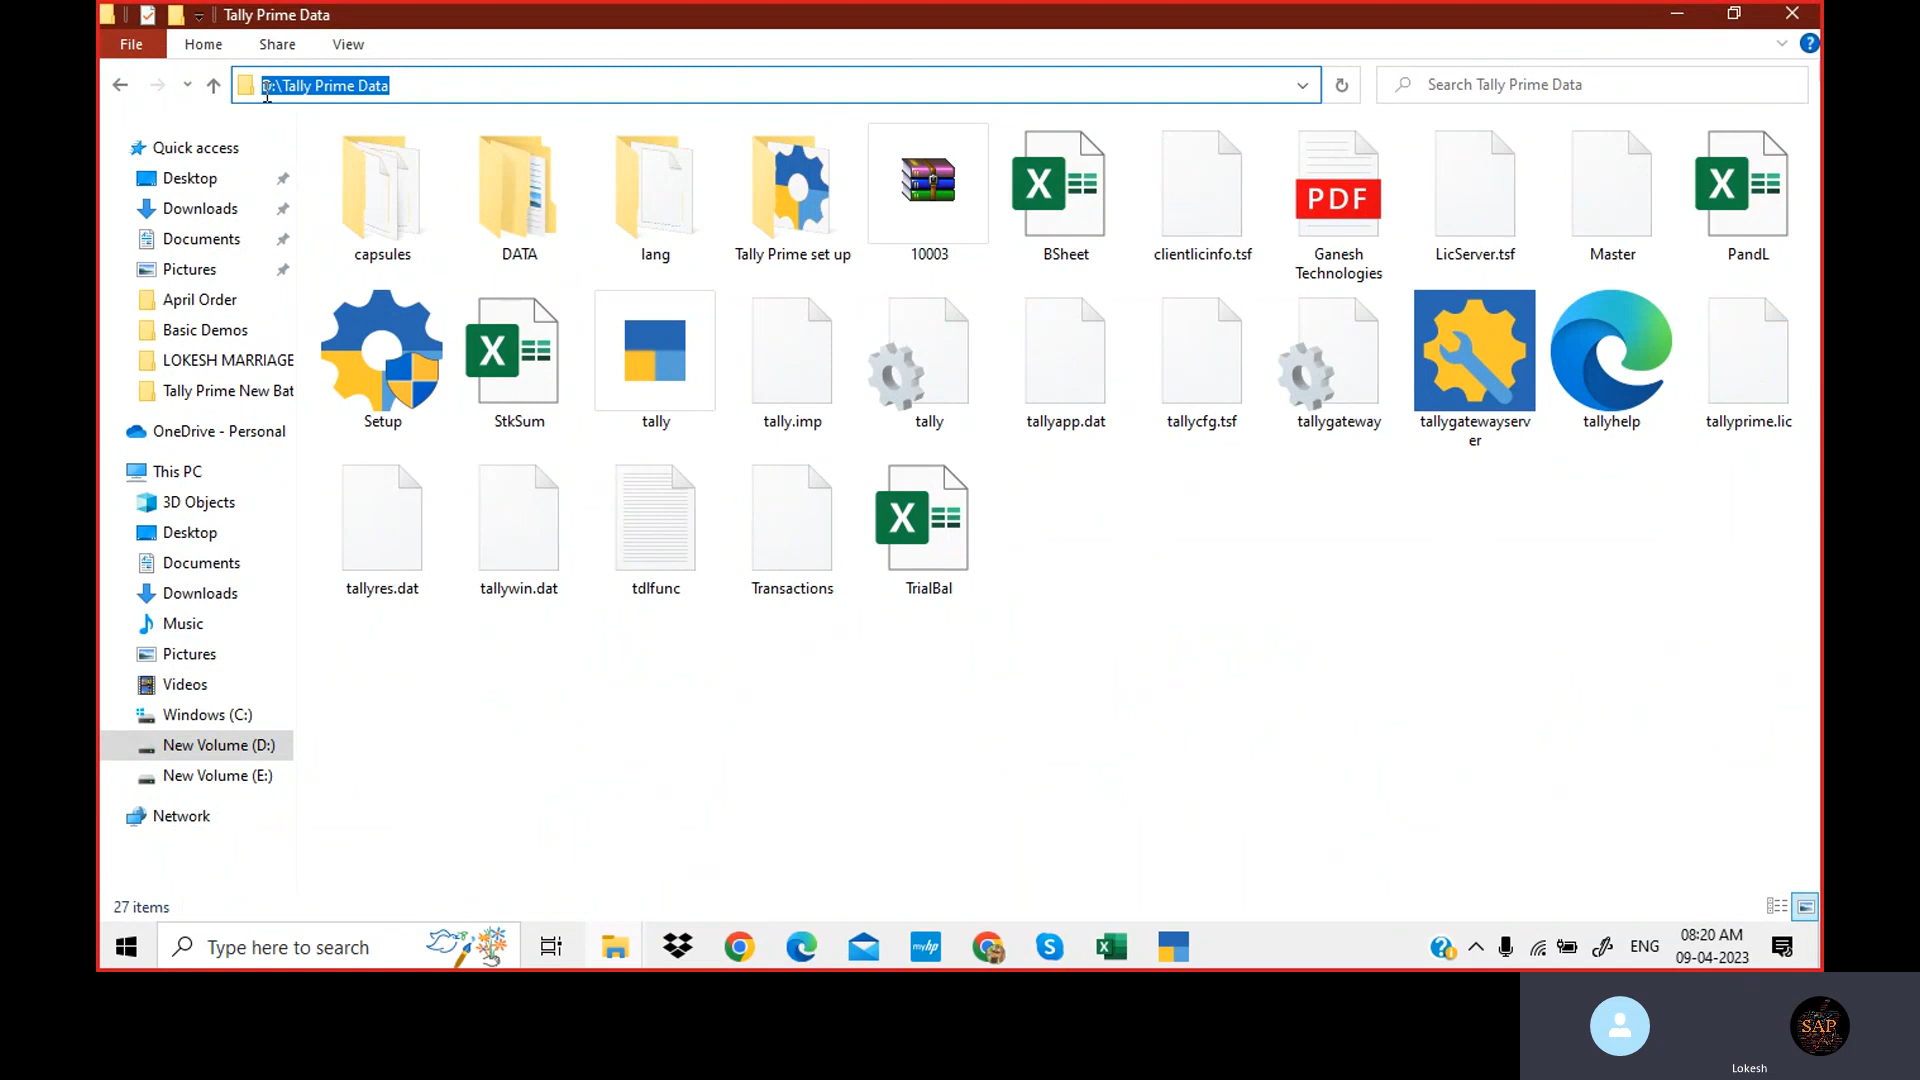 Tally Prime Data
File Home Share View
D:\Tally Prime Data
Search Tally Prime Data
Quick access
Desktop
Downloads
Documents
Pictures
April Order
Basic Demos
LOKESH MARRIAGE
Tally Prime New Bat
OneDrive - Personal
This PC
3D Objects
Desktop
Documents
Downloads
Music
Pictures
Videos
Windows (C:)
New Volume (D:)
New Volume (E:)
Network
capsules DATA lang Tally Prime set up 10003 BSheet clientlicinfo.tsf Ganesh Technologies LicServer.tsf Master PandL
PDF
Setup StkSum tally tally.imp tally tallyapp.dat tallycfg.tsf tallygateway tallygatewayserver tallyhelp tallyprime.lic
tallyres.dat tallywin.dat tdlfunc Transactions TrialBal
27 items
Type here to search
myhp
ENG
08:20 AM
09-04-2023
SAP
Lokesh